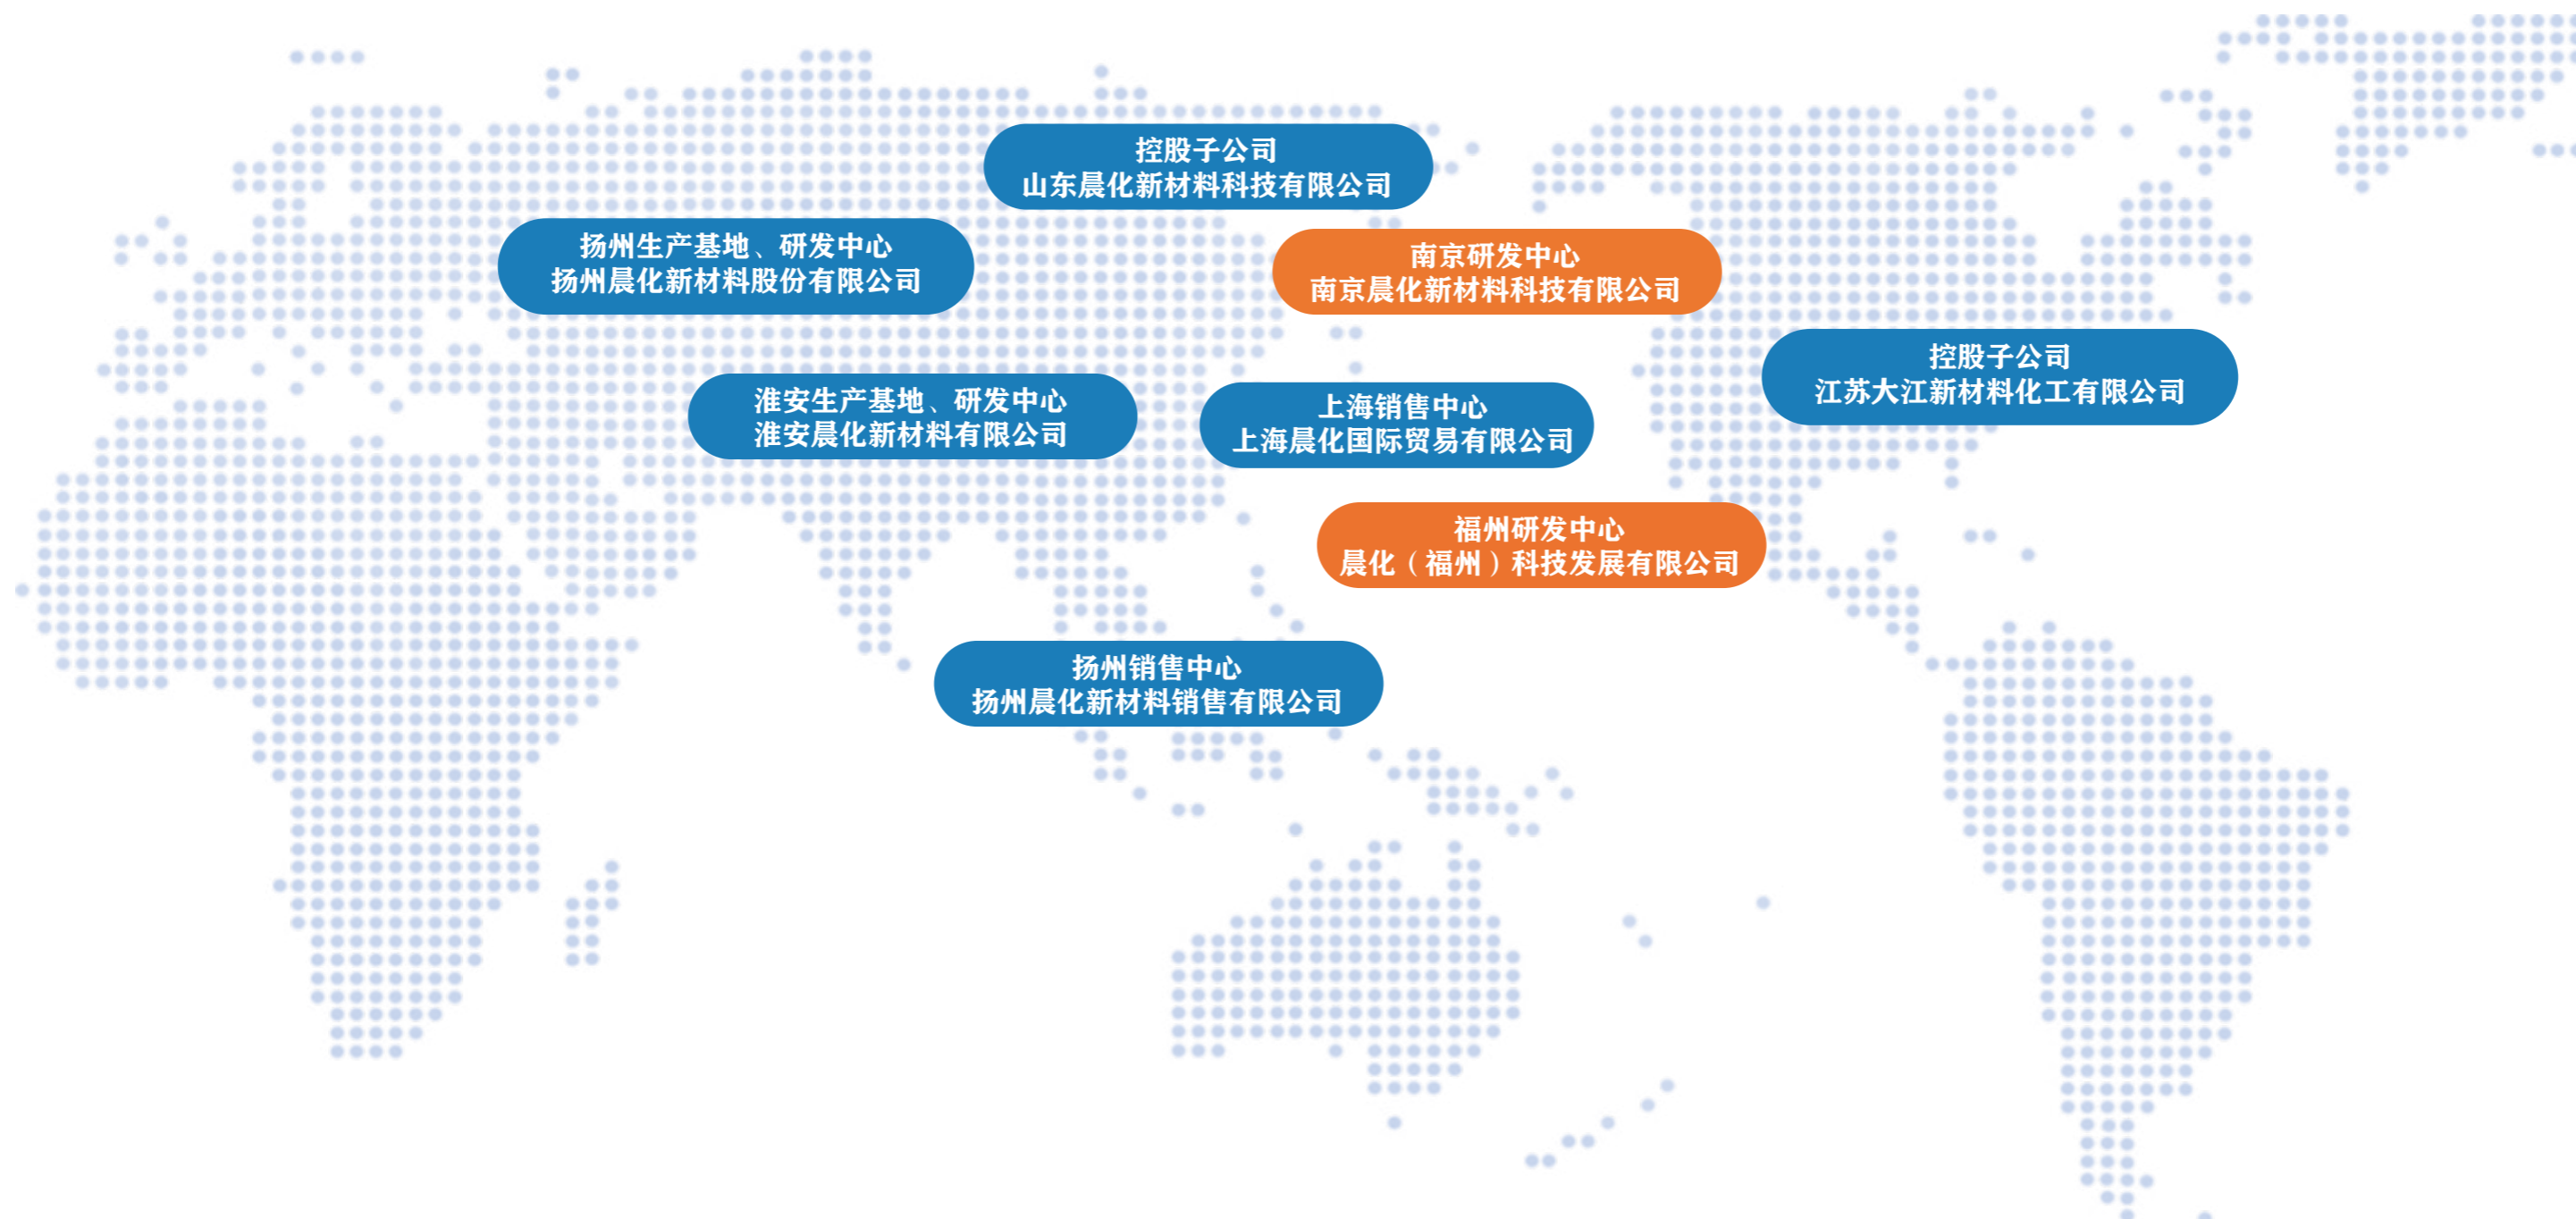 控股子公司
山东晨化新材料科技有限公司
扬州生产基地、研发中心
扬州晨化新材料股份有限公司
南京研发中心
南京晨化新材料科技有限公司
控股子公司
江苏大江新材料化工有限公司
淮安生产基地、研发中心
淮安晨化新材料有限公司
上海销售中心
上海晨化国际贸易有限公司
福州研发中心
晨化（福州）科技发展有限公司
扬州销售中心
扬州晨化新材料销售有限公司